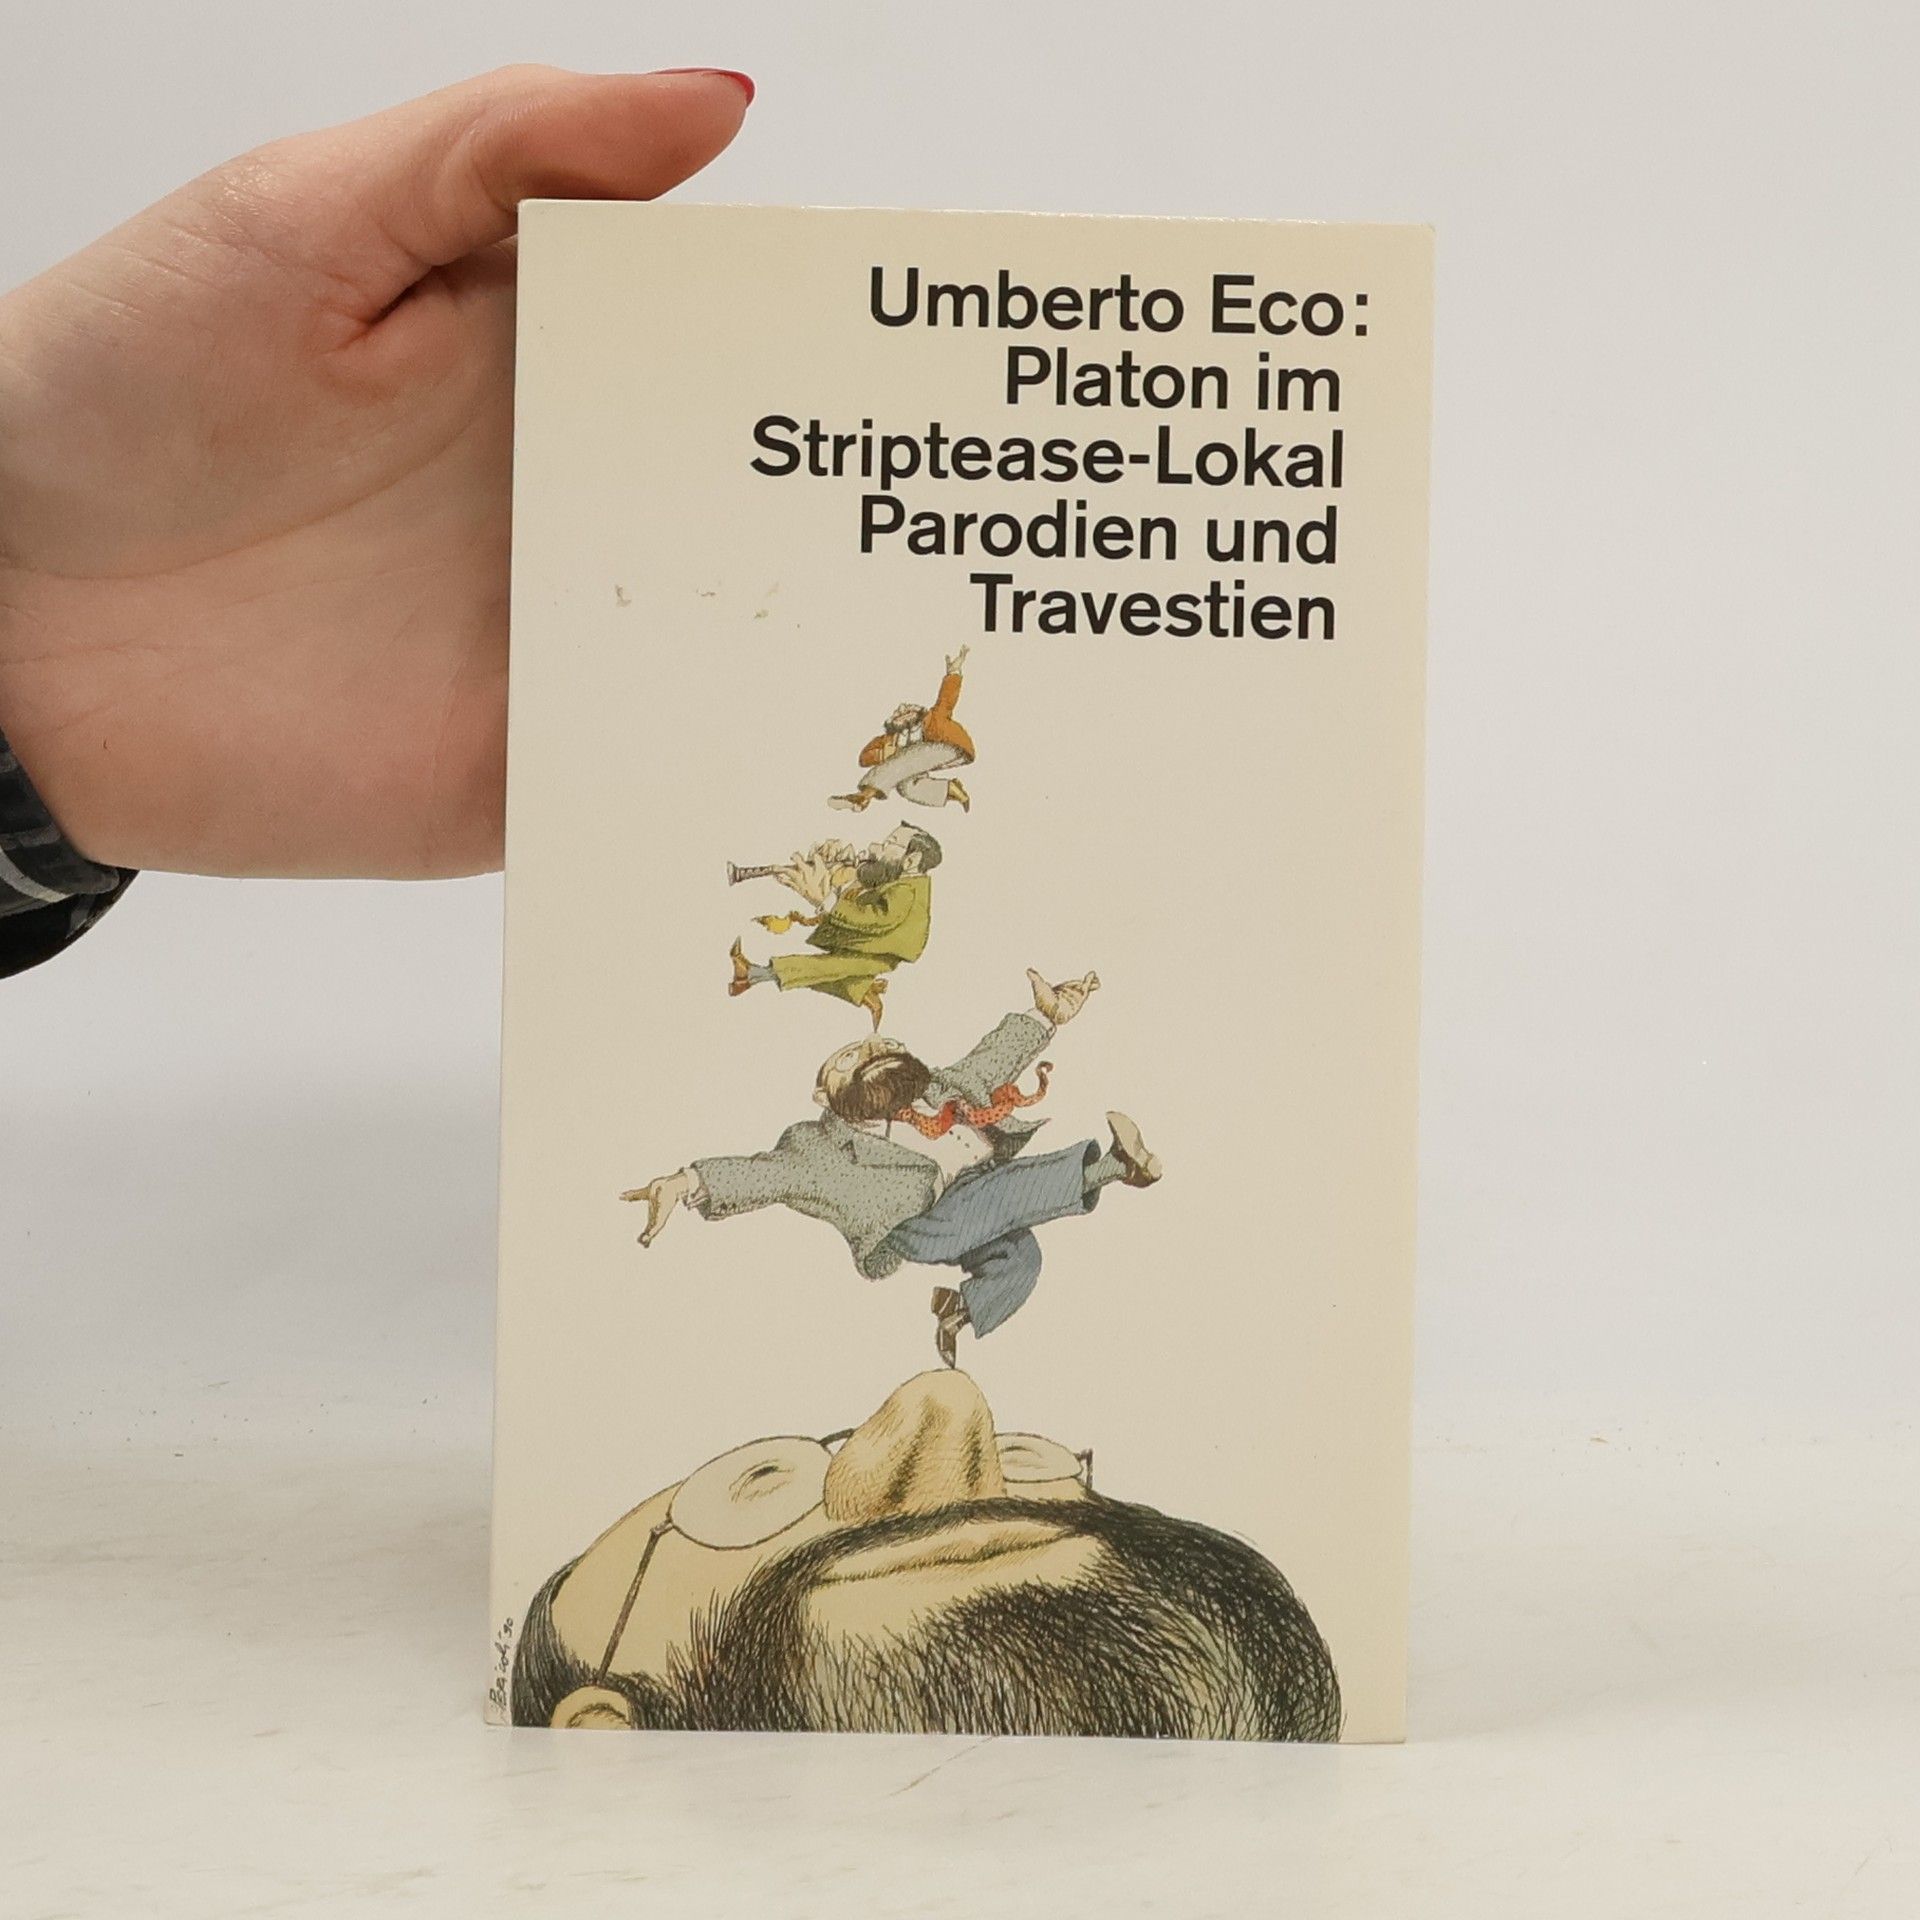 Umberto Eco:
Platon im
Striptease-Lokal
Parodien und
Travestien